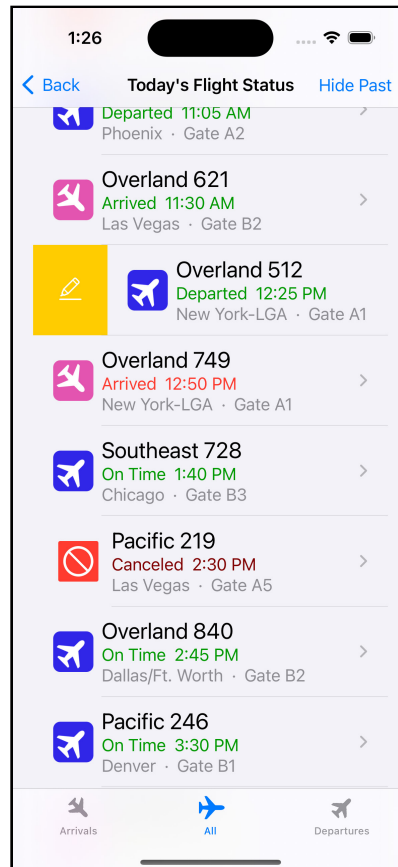 1:26
Back Today's Flight Status Hide Past
Departed 11:05 AM
Phoenix · Gate A2
Overland 621
Arrived 11:30 AM
Las Vegas · Gate B2
Overland 512
Departed 12:25 PM
New York-LGA · Gate A1
Overland 749
Arrived 12:50 PM
New York-LGA · Gate A1
Southeast 728
On Time 1:40 PM
Chicago · Gate B3
Pacific 219
Canceled 2:30 PM
Las Vegas · Gate A5
Overland 840
On Time 2:45 PM
Dallas/Ft. Worth · Gate B2
Pacific 246
On Time 3:30 PM
Denver · Gate B1
Arrivals All Departures